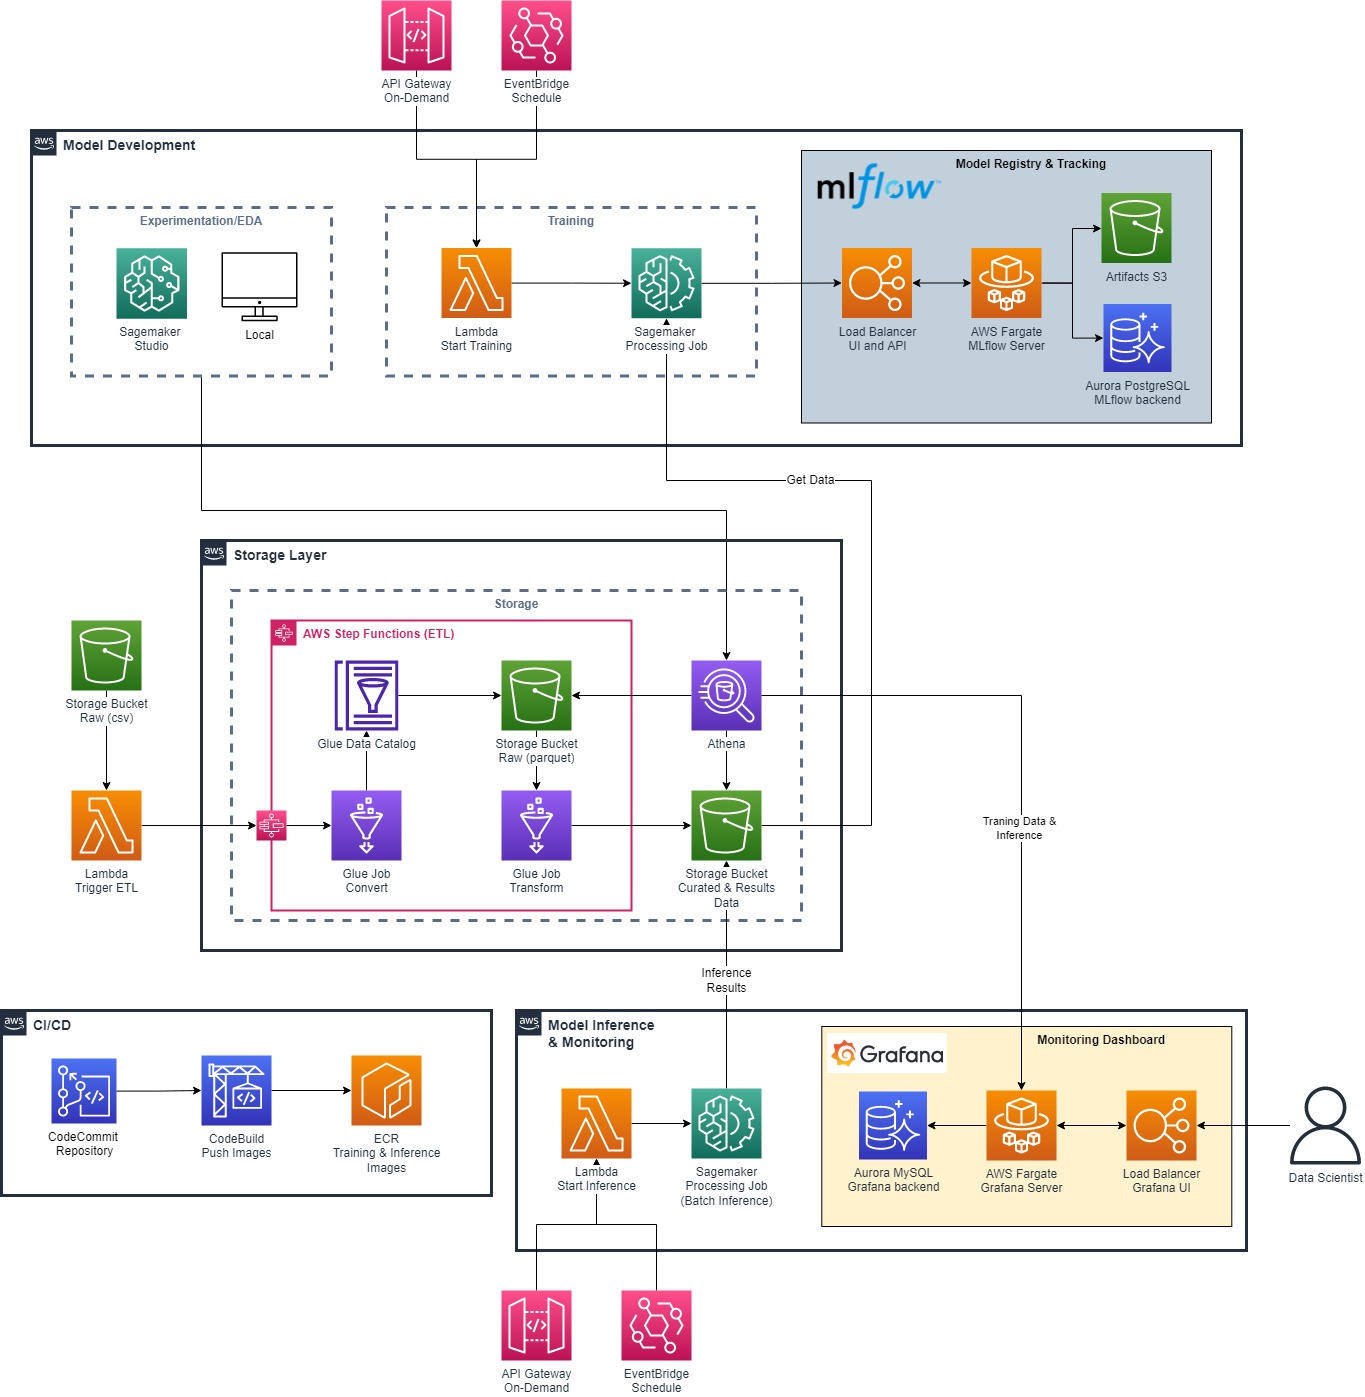 API Gateway
On-Demand
EventBridge
Schedule
aws
Model Development
Experimentation/EDA
Sagemaker
Studio
Local
Training
Lambda
Start Training
Sagemaker
Processing Job
Model Registry & Tracking
mlflow™
Load Balancer
UI and API
AWS Fargate
MLflow Server
Artifacts S3
Aurora PostgreSQL
MLflow backend
Get Data
aws
Storage Layer
Storage
AWS Step Functions (ETL)
Storage Bucket
Raw (csv)
Glue Data Catalog
Storage Bucket
Raw (parquet)
Athena
Lambda
Trigger ETL
Glue Job
Convert
Glue Job
Transform
Storage Bucket
Curated & Results
Data
Traning Data &
Inference
Inference
Results
aws
CI/CD
CodeCommit
Repository
CodeBuild
Push Images
ECR
Training & Inference
Images
aws
Model Inference
& Monitoring
Lambda
Start Inference
Sagemaker
Processing Job
(Batch Inference)
Grafana
Monitoring Dashboard
Aurora MySQL
Grafana backend
AWS Fargate
Grafana Server
Load Balancer
Grafana UI
Data Scientist
API Gateway
On-Demand
EventBridge
Schedule